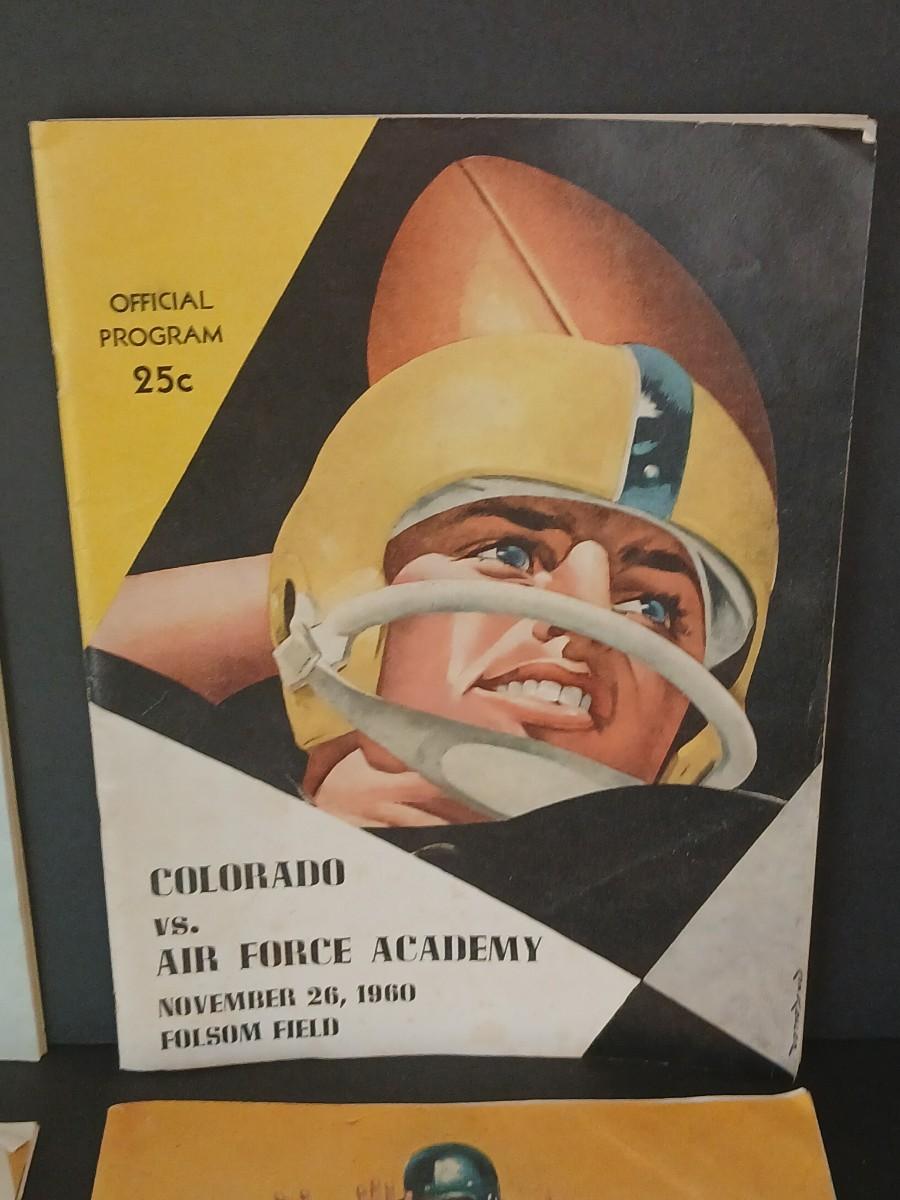 OFFICIAL
PROGRAM
25c
COLORADO
vs.
AIR FORCE ACADEMY
NOVEMBER 26, 1960
FOLSOM FIELD